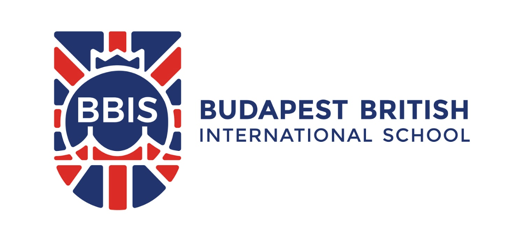 BBIS
BUDAPEST BRITISH
INTERNATIONAL SCHOOL